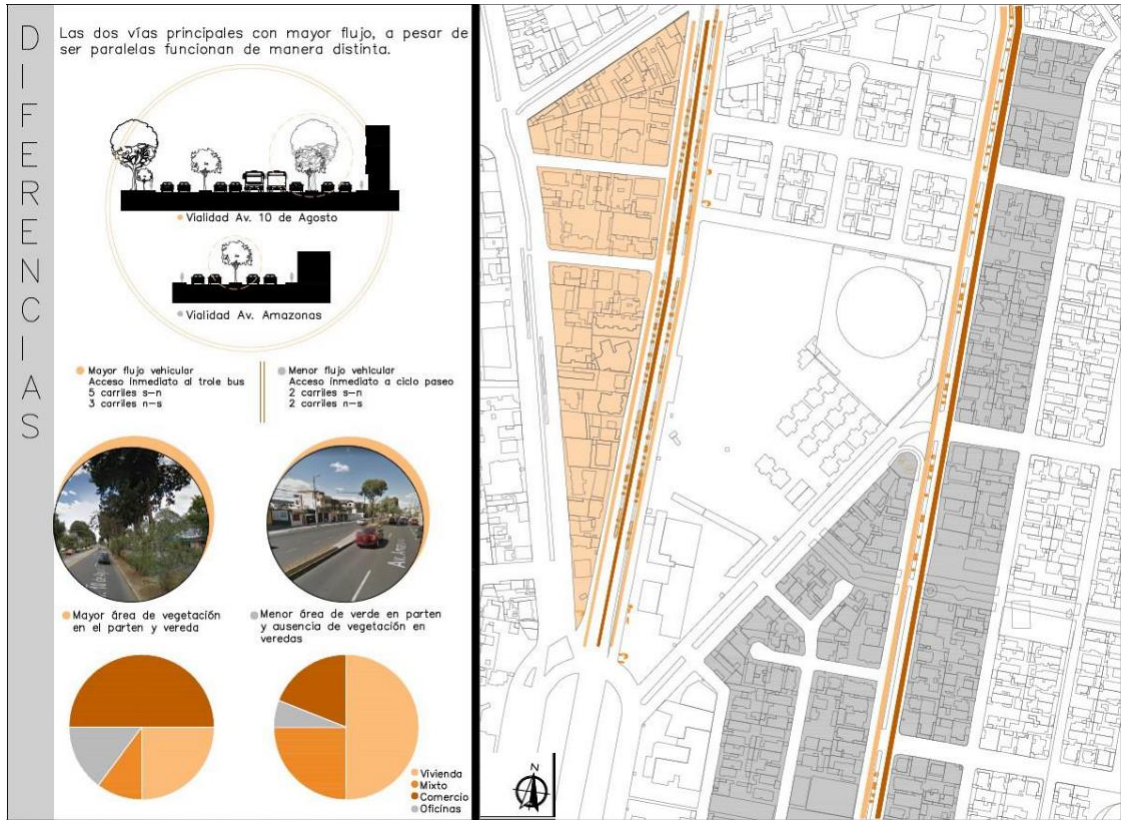 DIFERENCIAS
Las dos vías principales con mayor flujo, a pesar de
ser paralelas funcionan de manera distinta.
Vialidad Av. 10 de Agosto
Vialidad Av. Amazonas
Mayor flujo vehicular
Acceso inmediato al trole bus
5 carriles s-n
3 carriles n-s
Menor flujo vehicular
Acceso inmediato a ciclo paseo
2 carriles s-n
2 carriles n-s
Mayor área de vegetación
en el parten y vereda
Menor área de verde en parten
y ausencia de vegetación en
veredas
Vivienda
Mixto
Comercio
Oficinas
N